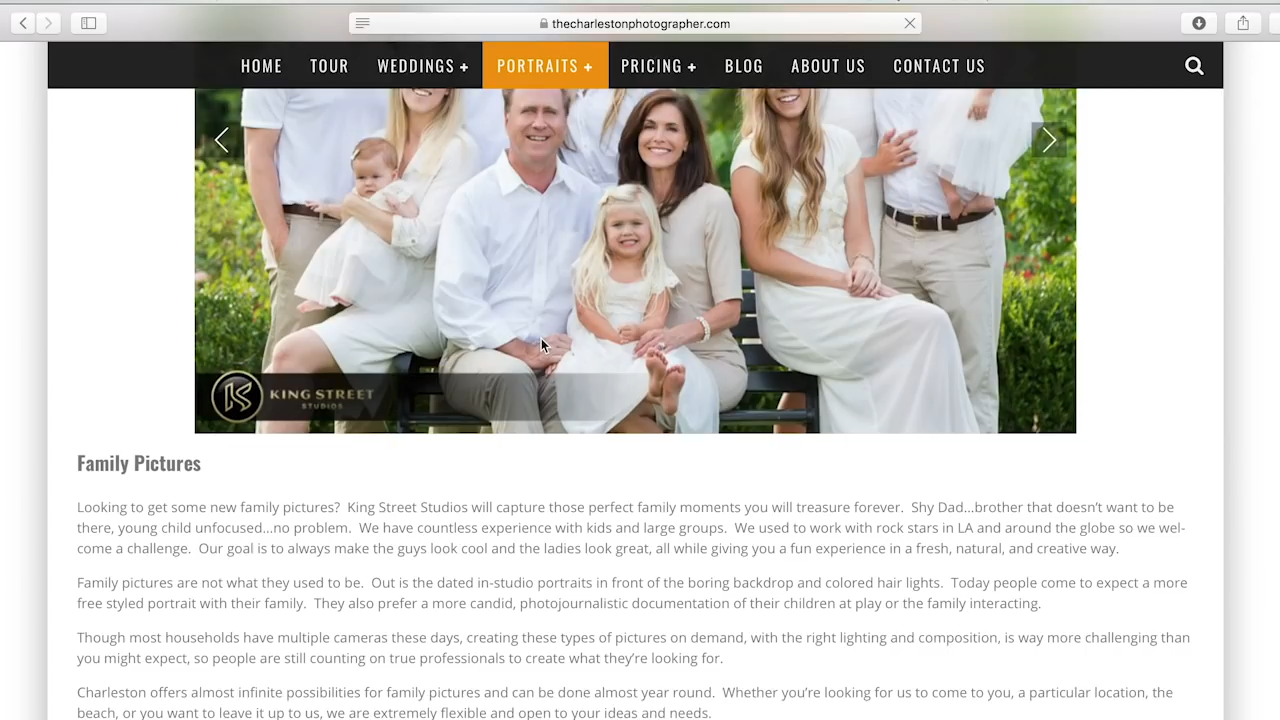 thecharlestonphotographer.com
HOME TOUR WEDDINGS + PORTRAITS + PRICING + BLOG ABOUT US CONTACT US
KING STREET
STUDIOS
Family Pictures
Looking to get some new family pictures?  King Street Studios will capture those perfect family moments you will treasure forever.  Shy Dad...brother that doesn't want to be
there, young child unfocused...no problem.  We have countless experience with kids and large groups.  We used to work with rock stars in LA and around the globe so we wel-
come a challenge.  Our goal is to always make the guys look cool and the ladies look great, all while giving you a fun experience in a fresh, natural, and creative way.
Family pictures are not what they used to be.  Out is the dated in-studio portraits in front of the boring backdrop and colored hair lights.  Today people come to expect a more
free styled portrait with their family.  They also prefer a more candid, photojournalistic documentation of their children at play or the family interacting.
Though most households have multiple cameras these days, creating these types of pictures on demand, with the right lighting and composition, is way more challenging than
you might expect, so people are still counting on true professionals to create what they're looking for.
Charleston offers almost infinite possibilities for family pictures and can be done almost year round.  Whether you're looking for us to come to you, a particular location, the
beach, or you want to leave it up to us, we are extremely flexible and open to your ideas and needs.